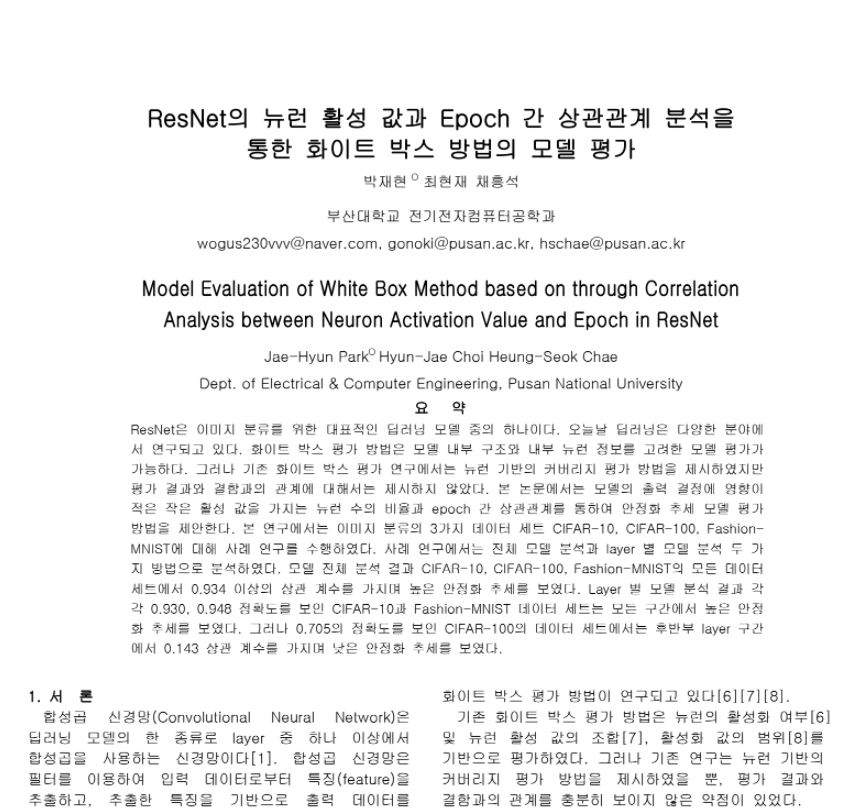 ResNet의 뉴런 활성 값과 Epoch 간 상관관계 분석을
통한 화이트 박스 방법의 모델 평가
박재현○ 최현재 채흥석
부산대학교 전기전자컴퓨터공학과
wogus230vvv@naver.com, gonoki@pusan.ac.kr, hschae@pusan.ac.kr
Model Evaluation of White Box Method based on through Correlation
Analysis between Neuron Activation Value and Epoch in ResNet
Jae-Hyun Park○ Hyun-Jae Choi Heung-Seok Chae
Dept. of Electrical & Computer Engineering, Pusan National University
요 약
ResNet은 이미지 분류를 위한 대표적인 딥러닝 모델 중의 하나이다. 오늘날 딥러닝은 다양한 분야에
서 연구되고 있다. 화이트 박스 평가 방법은 모델 내부 구조와 내부 뉴런 정보를 고려한 모델 평가가
가능하다. 그러나 기존 화이트 박스 평가 연구에서는 뉴런 기반의 커버리지 평가 방법을 제시하였지만
평가 결과와 결함과의 관계에 대해서는 제시하지 않았다. 본 논문에서는 모델의 출력 결정에 영향이
적은 작은 활성 값을 가지는 뉴런 수의 비율과 epoch 간 상관관계를 통하여 안정화 추세 모델 평가
방법을 제안한다. 본 연구에서는 이미지 분류의 3가지 데이터 세트 CIFAR-10, CIFAR-100, Fashion-
MNIST에 대해 사례 연구를 수행하였다. 사례 연구에서는 전체 모델 분석과 layer 별 모델 분석 두 가
지 방법으로 분석하였다. 모델 전체 분석 결과 CIFAR-10, CIFAR-100, Fashion-MNIST의 모든 데이터
세트에서 0.934 이상의 상관 계수를 가지며 높은 안정화 추세를 보였다. Layer 별 모델 분석 결과 각
각 0.930, 0.948 정확도를 보인 CIFAR-10과 Fashion-MNIST 데이터 세트는 모든 구간에서 높은 안정
화 추세를 보였다. 그러나 0.705의 정확도를 보인 CIFAR-100의 데이터 세트에서는 후반부 layer 구간
에서 0.143 상관 계수를 가지며 낮은 안정화 추세를 보였다.
1. 서 론
합성곱 신경망(Convolutional Neural Network)은
딥러닝 모델의 한 종류로 layer 중 하나 이상에서
합성곱을 사용하는 신경망이다[1]. 합성곱 신경망은
필터를 이용하여 입력 데이터로부터 특징(feature)을
추출하고, 추출한 특징을 기반으로 출력 데이터를
화이트 박스 평가 방법이 연구되고 있다[6][7][8].
기존 화이트 박스 평가 방법은 뉴런의 활성화 여부[6]
및 뉴런 활성 값의 조합[7], 활성화 값의 범위[8]를
기반으로 평가하였다. 그러나 기존 연구는 뉴런 기반의
커버리지 평가 방법을 제시하였을 뿐, 평가 결과와
결함과의 관계를 충분히 보이지 않은 약점이 있었다.